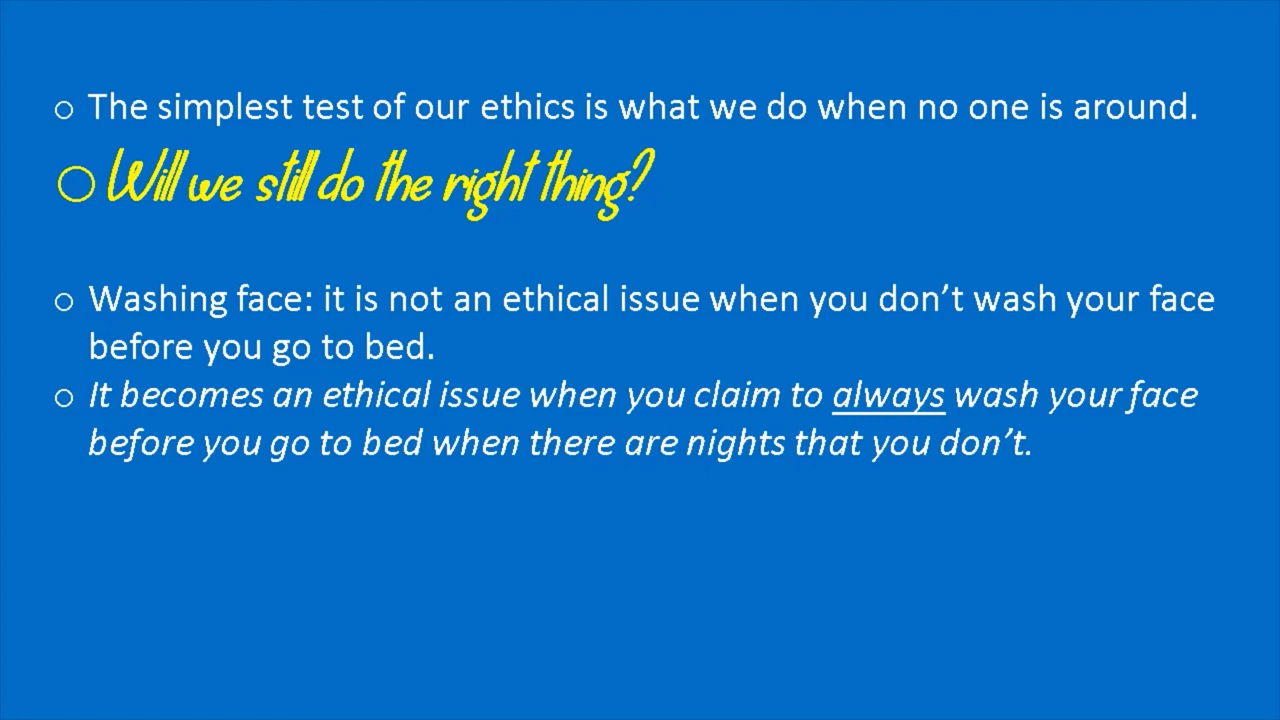 ○ The simplest test of our ethics is what we do when no one is around.
○ Will we still do the right thing?
○ Washing face: it is not an ethical issue when you don’t wash your face
before you go to bed.
○ It becomes an ethical issue when you claim to always wash your face
before you go to bed when there are nights that you don’t.